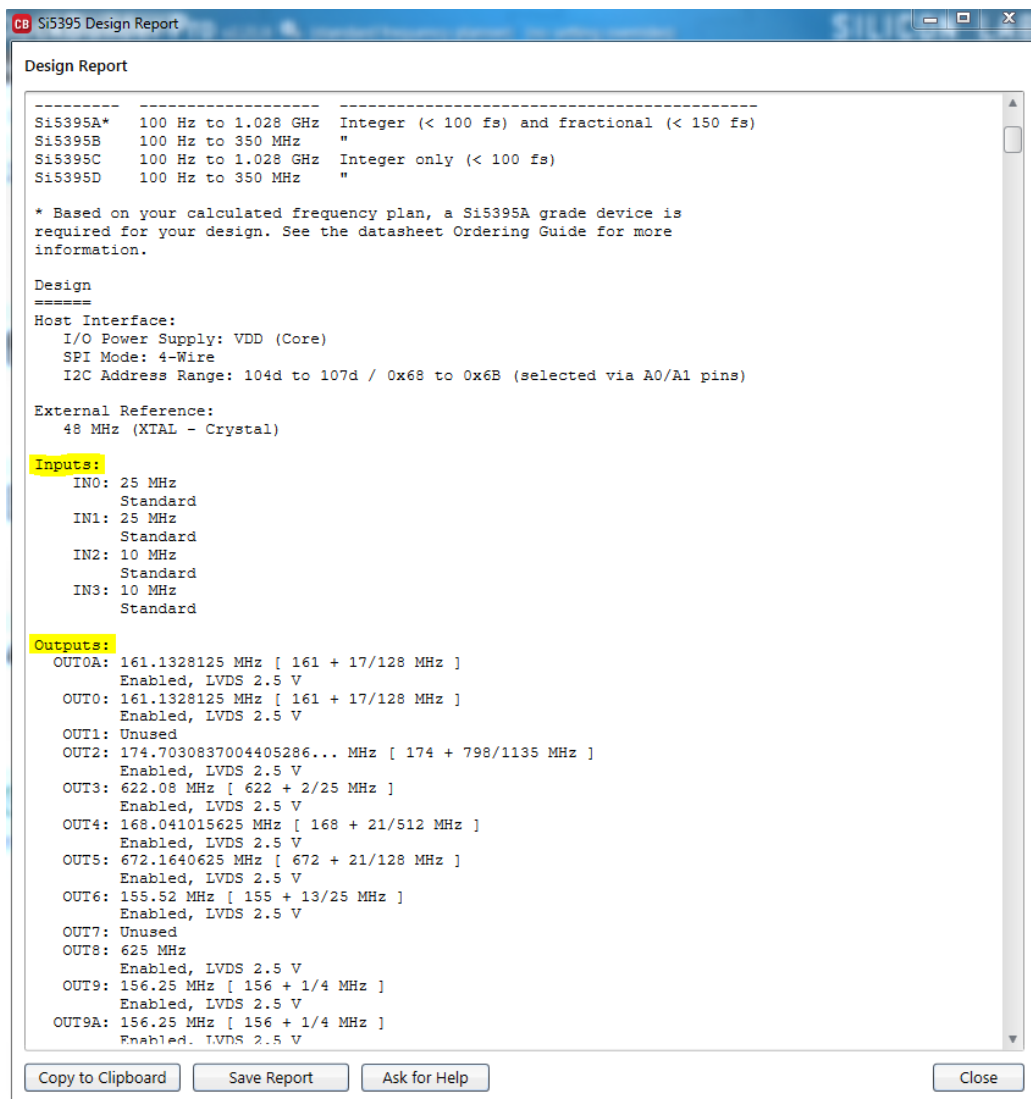 CB Si5395 Design Report
Design Report
--------- ------------------- --------------------------------------------
Si5395A* 100 Hz to 1.028 GHz Integer (< 100 fs) and fractional (< 150 fs)
Si5395B 100 Hz to 350 MHz "
Si5395C 100 Hz to 1.028 GHz Integer only (< 100 fs)
Si5395D 100 Hz to 350 MHz "
* Based on your calculated frequency plan, a Si5395A grade device is
required for your design. See the datasheet Ordering Guide for more
information.
Design
======
Host Interface:
I/O Power Supply: VDD (Core)
SPI Mode: 4-Wire
I2C Address Range: 104d to 107d / 0x68 to 0x6B (selected via A0/A1 pins)
External Reference:
48 MHz (XTAL - Crystal)
Inputs:
IN0: 25 MHz
Standard
IN1: 25 MHz
Standard
IN2: 10 MHz
Standard
IN3: 10 MHz
Standard
Outputs:
OUT0A: 161.1328125 MHz [ 161 + 17/128 MHz ]
Enabled, LVDS 2.5 V
OUT0: 161.1328125 MHz [ 161 + 17/128 MHz ]
Enabled, LVDS 2.5 V
OUT1: Unused
OUT2: 174.7030837004405286... MHz [ 174 + 798/1135 MHz ]
Enabled, LVDS 2.5 V
OUT3: 622.08 MHz [ 622 + 2/25 MHz ]
Enabled, LVDS 2.5 V
OUT4: 168.041015625 MHz [ 168 + 21/512 MHz ]
Enabled, LVDS 2.5 V
OUT5: 672.1640625 MHz [ 672 + 21/128 MHz ]
Enabled, LVDS 2.5 V
OUT6: 155.52 MHz [ 155 + 13/25 MHz ]
Enabled, LVDS 2.5 V
OUT7: Unused
OUT8: 625 MHz
Enabled, LVDS 2.5 V
OUT9: 156.25 MHz [ 156 + 1/4 MHz ]
Enabled, LVDS 2.5 V
OUT9A: 156.25 MHz [ 156 + 1/4 MHz ]
Enabled, LVDS 2.5 V
Copy to Clipboard Save Report Ask for Help Close